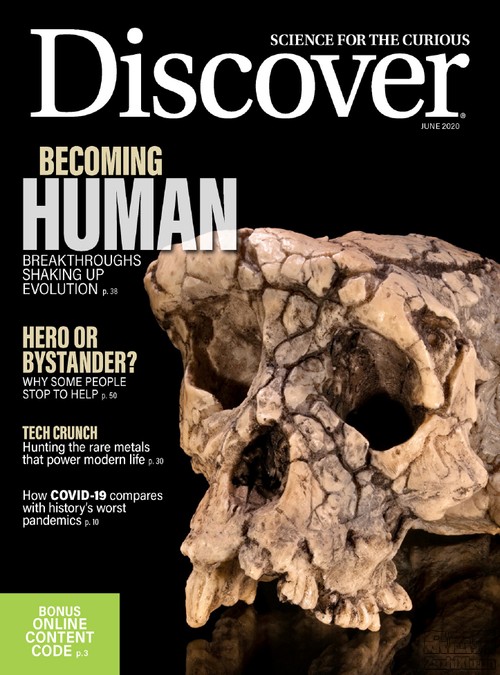 SCIENCE FOR THE CURIOUS
Discover®
JUNE 2020
BECOMING
HUMAN
BREAKTHROUGHS
SHAKING UP
EVOLUTION p. 38
HERO OR
BYSTANDER?
WHY SOME PEOPLE
STOP TO HELP p. 50
TECH CRUNCH
Hunting the rare metals
that power modern life p. 30
How COVID-19 compares
with history's worst
pandemics p. 10
BONUS
ONLINE
CONTENT
CODE p.3